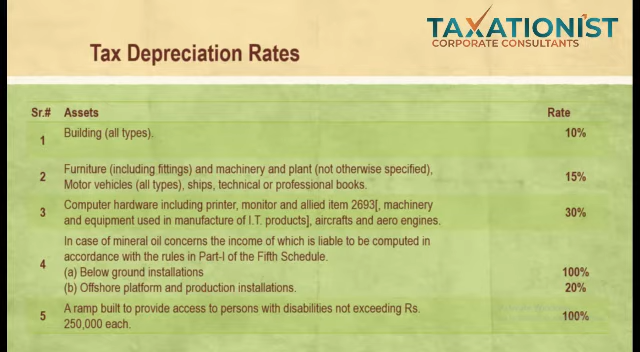 TAXATIONIST
CORPORATE CONSULTANTS
Tax Depreciation Rates
Sr.# Assets Rate
1 Building (all types). 10%
2 Furniture (including fittings) and machinery and plant (not otherwise specified),
Motor vehicles (all types), ships, technical or professional books. 15%
3 Computer hardware including printer, monitor and allied item 2693[, machinery
and equipment used in manufacture of I.T. products], aircrafts and aero engines. 30%
4 In case of mineral oil concerns the income of which is liable to be computed in
accordance with the rules in Part-I of the Fifth Schedule.
(a) Below ground installations 100%
(b) Offshore platform and production installations. 20%
5 A ramp built to provide access to persons with disabilities not exceeding Rs.
250,000 each. 100%